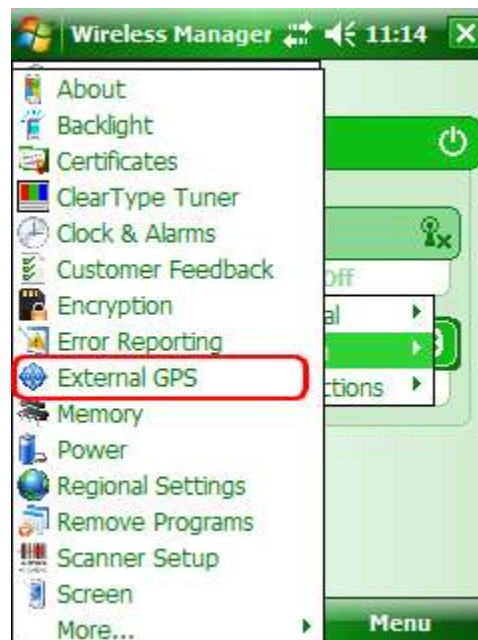 Wireless Manager 11:14
About
Backlight
Certificates
ClearType Tuner
Clock & Alarms
Customer Feedback
Off
Encryption
Error Reporting
External GPS
Memory
Power
Regional Settings
Remove Programs
Scanner Setup
Screen
More...
Menu